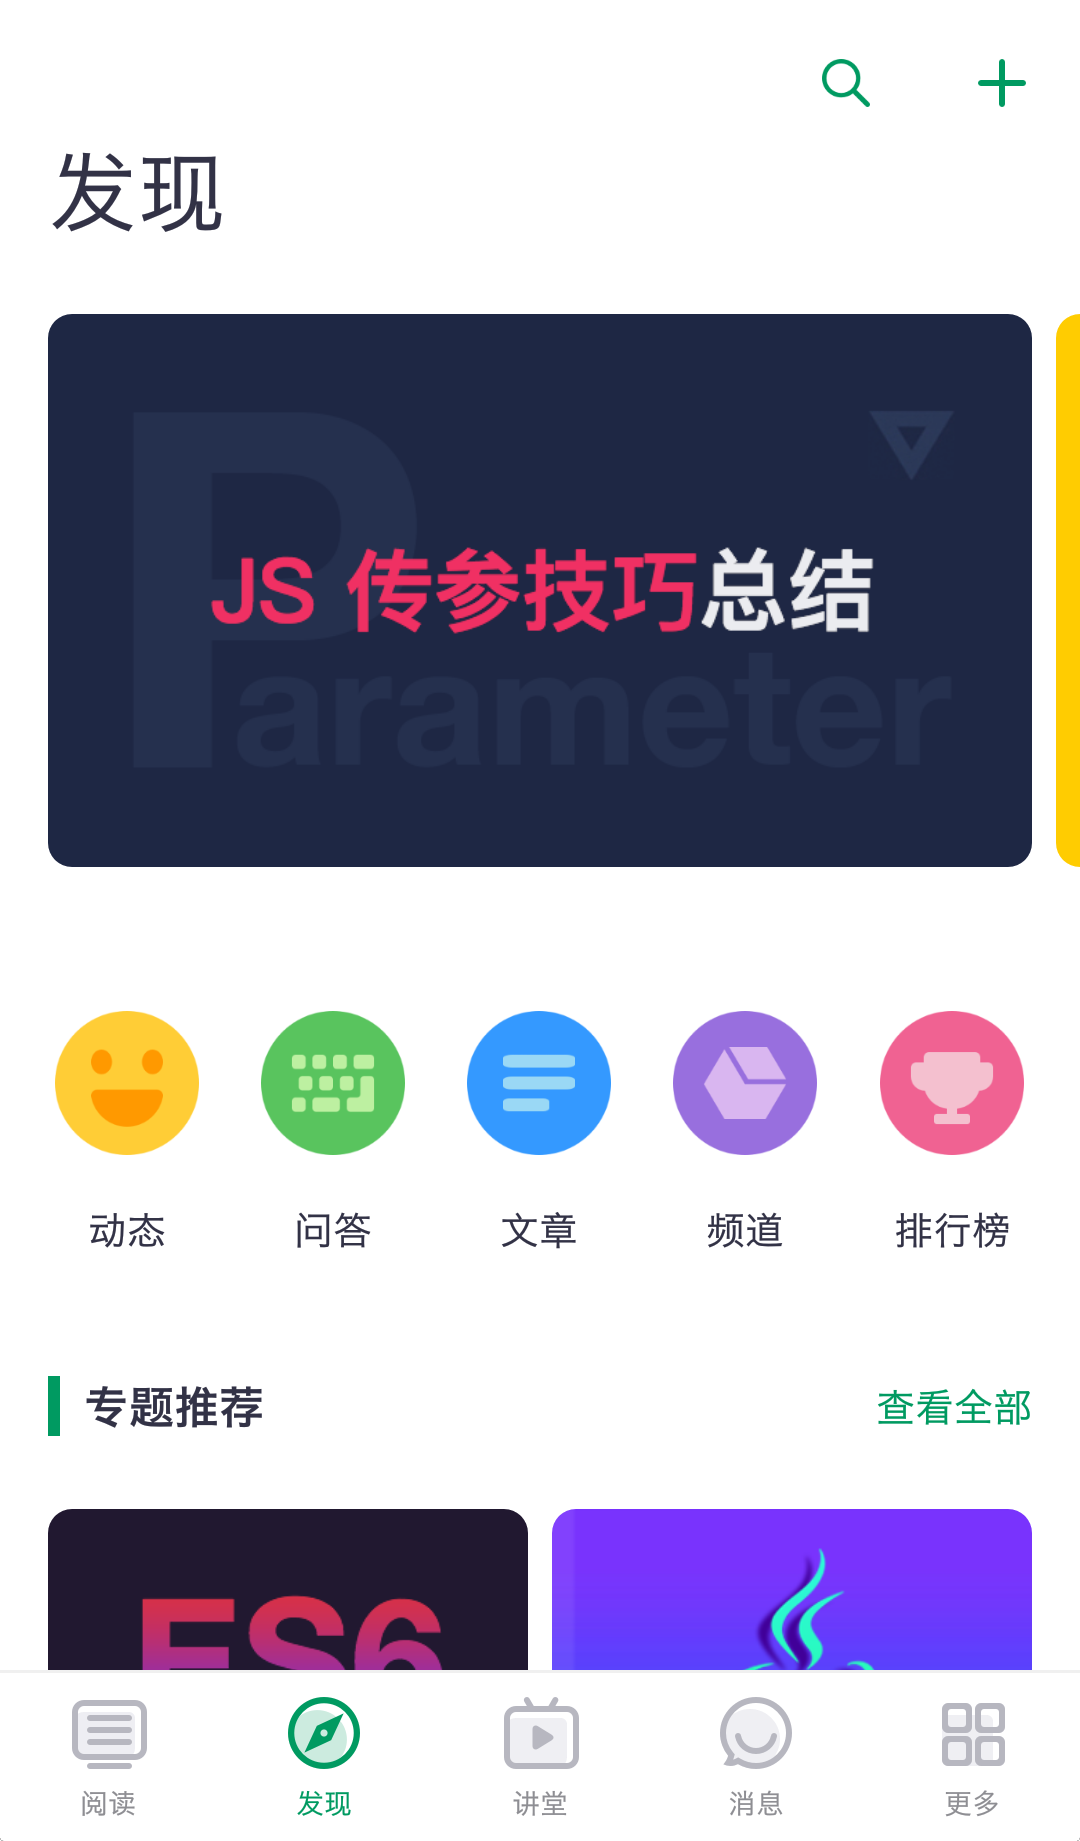 发现
Parameter
JS 传参技巧总结
动态
问答
文章
频道
排行榜
专题推荐
查看全部
ES6
阅读
发现
讲堂
消息
更多